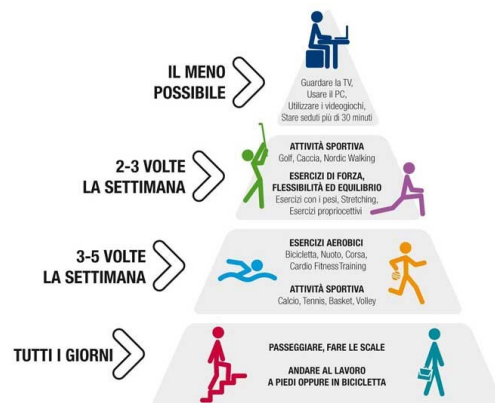 IL MENO
POSSIBILE
Guardare la TV,
Usare il PC,
Utilizzare i videogiochi,
Stare seduti più di 30 minuti
2-3 VOLTE
LA SETTIMANA
ATTIVITÀ SPORTIVA
Golf, Caccia, Nordic Walking
ESERCIZI DI FORZA,
FLESSIBILITÀ ED EQUILIBRIO
Esercizi con i pesi, Stretching,
Esercizi propriocettivi
3-5 VOLTE
LA SETTIMANA
ESERCIZI AEROBICI
Bicicletta, Nuoto, Corsa,
Cardio FitnessTraining
ATTIVITÀ SPORTIVA
Calcio, Tennis, Basket, Volley
TUTTI I GIORNI
PASSEGGIARE, FARE LE SCALE
ANDARE AL LAVORO
A PIEDI OPPURE IN BICICLETTA